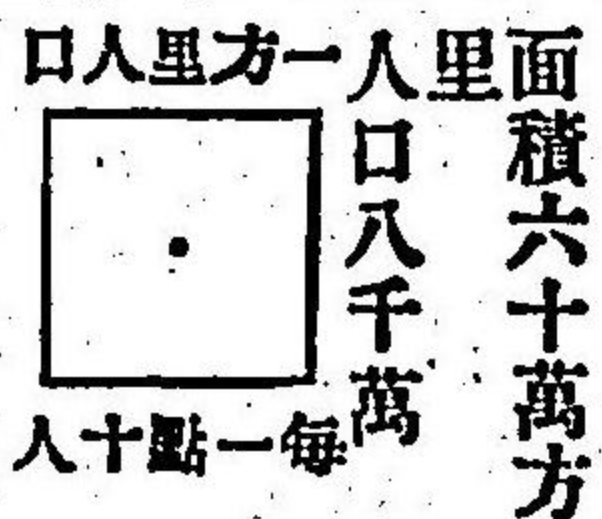 面積六十萬方
里
人口八千萬
一方里人口
每一點十人